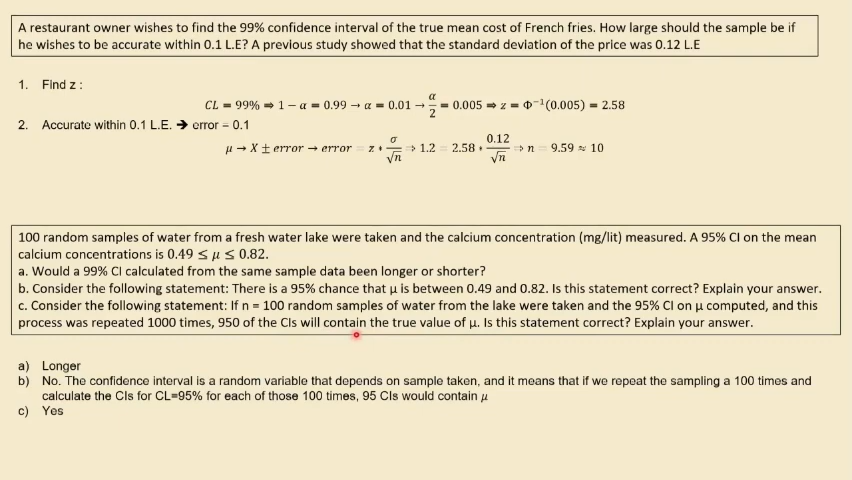 A restaurant owner wishes to find the 99% confidence interval of the true mean cost of French fries. How large should the sample be if
he wishes to be accurate within 0.1 L.E? A previous study showed that the standard deviation of the price was 0.12 L.E
1. Find z :
CL = 99% ⇒ 1 − α = 0.99 → α = 0.01 → α/2 = 0.005 ⇒ z = Φ⁻¹(0.005) = 2.58
2. Accurate within 0.1 L.E. ➔ error = 0.1
μ → X ± error → error = z * σ/√n ⇒ 1.2 = 2.58 * 0.12/√n ⇒ n = 9.59 ≈ 10
100 random samples of water from a fresh water lake were taken and the calcium concentration (mg/lit) measured. A 95% CI on the mean
calcium concentrations is 0.49 ≤ μ ≤ 0.82.
a. Would a 99% CI calculated from the same sample data been longer or shorter?
b. Consider the following statement: There is a 95% chance that μ is between 0.49 and 0.82. Is this statement correct? Explain your answer.
c. Consider the following statement: If n = 100 random samples of water from the lake were taken and the 95% CI on μ computed, and this
process was repeated 1000 times, 950 of the CIs will contain the true value of μ. Is this statement correct? Explain your answer.
a) Longer
b) No. The confidence interval is a random variable that depends on sample taken, and it means that if we repeat the sampling a 100 times and
calculate the CIs for CL=95% for each of those 100 times, 95 CIs would contain μ
c) Yes